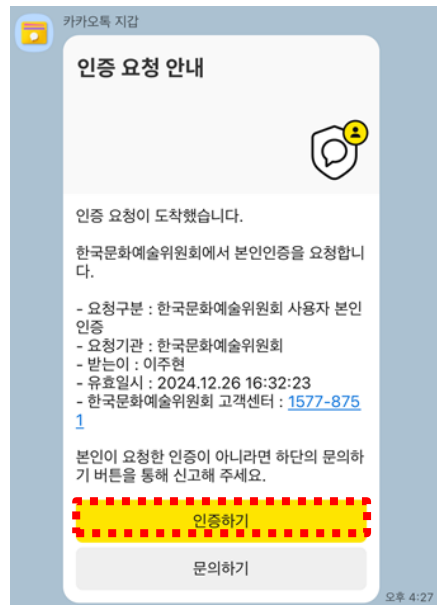 카카오톡 지갑
인증 요청 안내
인증 요청이 도착했습니다.
한국문화예술위원회에서 본인인증을 요청합니
다.
- 요청구분 : 한국문화예술위원회 사용자 본인
인증
- 요청기관 : 한국문화예술위원회
- 받는이 : 이주현
- 유효일시 : 2024.12.26 16:32:23
- 한국문화예술위원회 고객센터 : 1577-875
1
본인이 요청한 인증이 아니라면 하단의 문의하
기 버튼을 통해 신고해 주세요.
인증하기
문의하기
오후 4:27